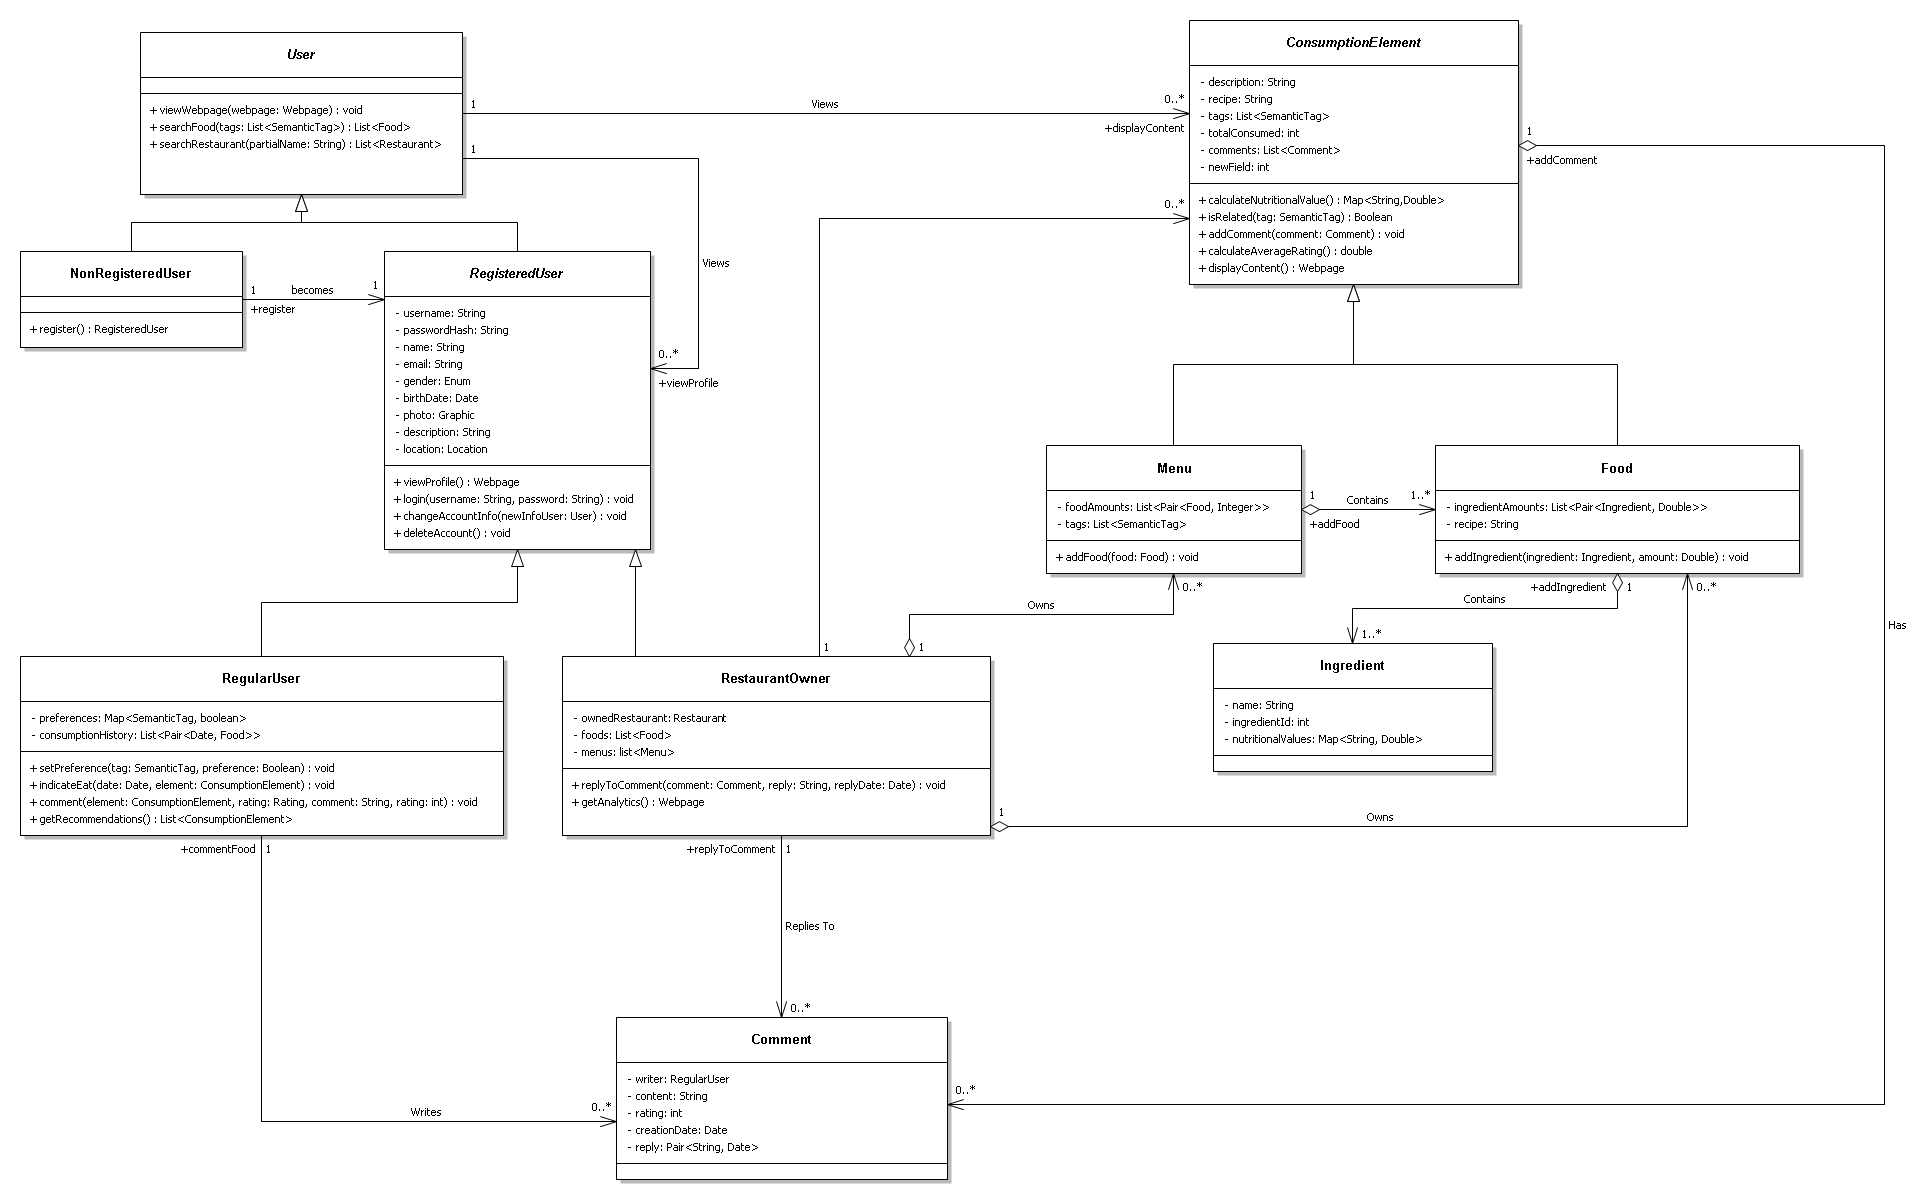 User
+ viewWebpage(webpage: Webpage) : void
+ searchFood(tags: List<SemanticTag>) : List<Food>
+ searchRestaurant(partialName: String) : List<Restaurant>
1
Views
0..*
+displayContent
1
Views
0..*
+viewProfile
ConsumptionElement
- description: String
- recipe: String
- tags: List<SemanticTag>
- totalConsumed: int
- comments: List<Comment>
- newField: int
+ calculateNutritionalValue() : Map<String,Double>
+ isRelated(tag: SemanticTag) : Boolean
+ addComment(comment: Comment) : void
+ calculateAverageRating() : double
+ displayContent() : Webpage
1
+addComment
Has
0..*
0..*
1
NonRegisteredUser
+ register() : RegisteredUser
1
becomes
1
+register
RegisteredUser
- username: String
- passwordHash: String
- name: String
- email: String
- gender: Enum
- birthDate: Date
- photo: Graphic
- description: String
- location: Location
+ viewProfile() : Webpage
+ login(username: String, password: String) : void
+ changeAccountInfo(newInfoUser: User) : void
+ deleteAccount() : void
Menu
- foodAmounts: List<Pair<Food, Integer>>
- tags: List<SemanticTag>
+ addFood(food: Food) : void
1
Contains
1..*
+addFood
Food
- ingredientAmounts: List<Pair<Ingredient, Double>>
- recipe: String
+ addIngredient(ingredient: Ingredient, amount: Double) : void
0..*
Owns
1
+addIngredient
1
Contains
1..*
0..*
Ingredient
- name: String
- ingredientId: int
- nutritionalValues: Map<String, Double>
RegularUser
- preferences: Map<SemanticTag, boolean>
- consumptionHistory: List<Pair<Date, Food>>
+ setPreference(tag: SemanticTag, preference: Boolean) : void
+ indicateEat(date: Date, element: ConsumptionElement) : void
+ comment(element: ConsumptionElement, rating: Rating, comment: String, rating: int) : void
+ getRecommendations() : List<ConsumptionElement>
RestaurantOwner
- ownedRestaurant: Restaurant
- foods: List<Food>
- menus: list<Menu>
+ replyToComment(comment: Comment, reply: String, replyDate: Date) : void
+ getAnalytics() : Webpage
1
Owns
+commentFood
1
+replyToComment
1
Replies To
0..*
Writes
0..*
Comment
- writer: RegularUser
- content: String
- rating: int
- creationDate: Date
- reply: Pair<String, Date>